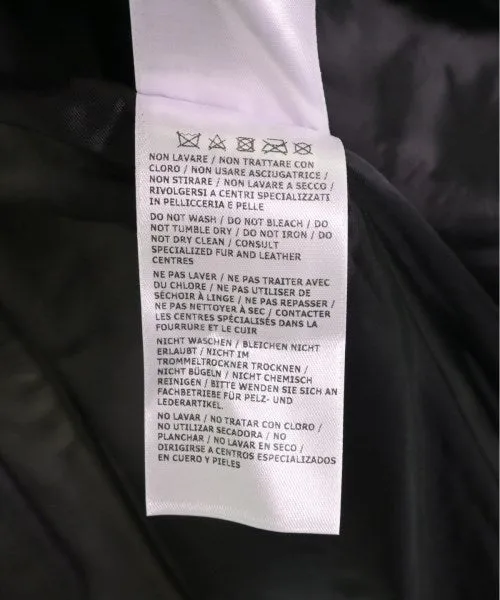 NON LAVARE / NON TRATTARE CON
CLORO / NON USARE ASCIUGATRICE /
NON STIRARE / NON LAVARE A SECCO /
RIVOLGERSI A CENTRI SPECIALIZZATI
IN PELLICCERIA E PELLE
DO NOT WASH / DO NOT BLEACH / DO
NOT TUMBLE DRY / DO NOT IRON / DO
NOT DRY CLEAN / CONSULT
SPECIALIZED FUR AND LEATHER
CENTRES
NE PAS LAVER / NE PAS TRAITER AVEC
DU CHLORE / NE PAS UTILISER DE
SÉCHOIR À LINGE / NE PAS REPASSER /
NE PAS NETTOYER À SEC / CONTACTER
LES CENTRES SPÉCIALISÉS DANS LA
FOURRURE ET LE CUIR
NICHT WASCHEN / BLEICHEN NICHT
ERLAUBT / NICHT IM
TROMMELTROCKNER TROCKNEN /
NICHT BÜGELN / NICHT CHEMISCH
REINIGEN / BITTE WENDEN SIE SICH AN
FACHBETRIEBE FÜR PELZ- UND
LEDERARTIKEL.
NO LAVAR / NO TRATAR CON CLORO /
NO UTILIZAR SECADORA / NO
PLANCHAR / NO LAVAR EN SECO /
DIRIGIRSE A CENTROS ESPECIALIZADOS
EN CUERO Y PIELES